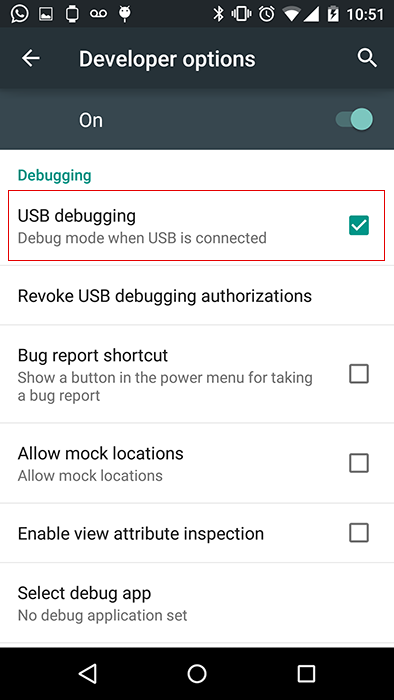 10:51
Developer options
On
Debugging
USB debugging
Debug mode when USB is connected
Revoke USB debugging authorizations
Bug report shortcut
Show a button in the power menu for taking
a bug report
Allow mock locations
Allow mock locations
Enable view attribute inspection
Select debug app
No debug application set